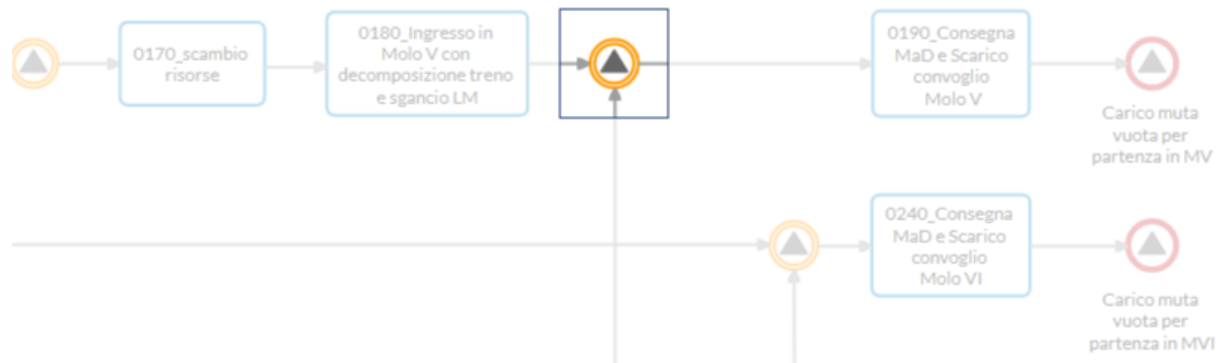 0170_scambio
risorse
0180_Ingresso in
Molo V con
decomposizione treno
e sgancio LM
0190_Consegna
MaD e Scarico
convoglio
Molo V
Carico muta
vuota per
partenza in MV
0240_Consegna
MaD e Scarico
convoglio
Molo VI
Carico muta
vuota per
partenza in MVI